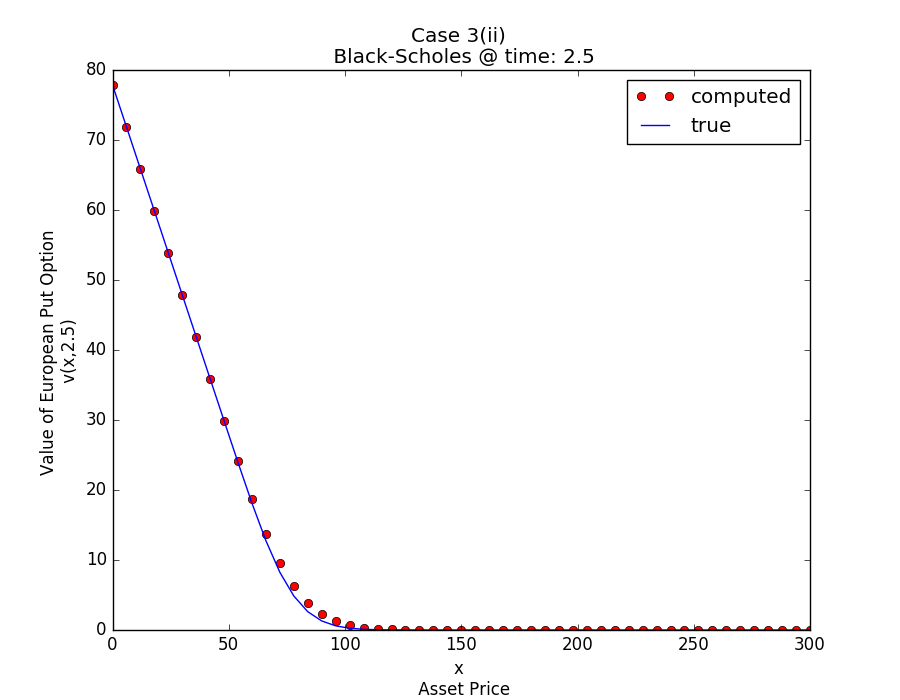 Case 3(ii)
Black-Scholes @ time: 2.5
computed
true
Value of European Put Option
v(x,2.5)
80
70
60
50
40
30
20
10
0
0 50 100 150 200 250 300
x
Asset Price